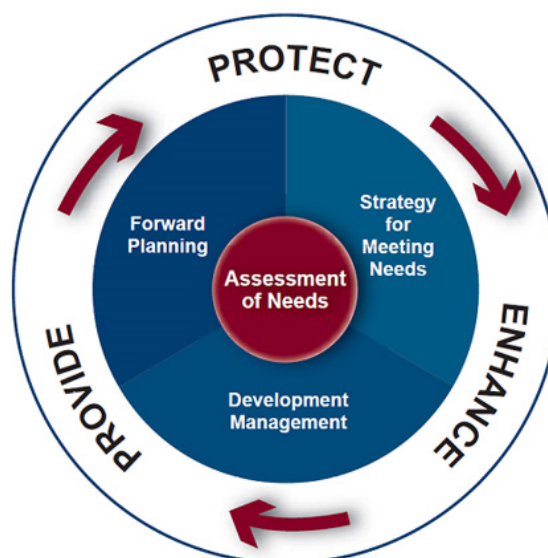 PROTECT
Forward
Planning
Strategy
for
Meeting
Needs
Assessment
of Needs
Development
Management
PROVIDE
ENHANCE